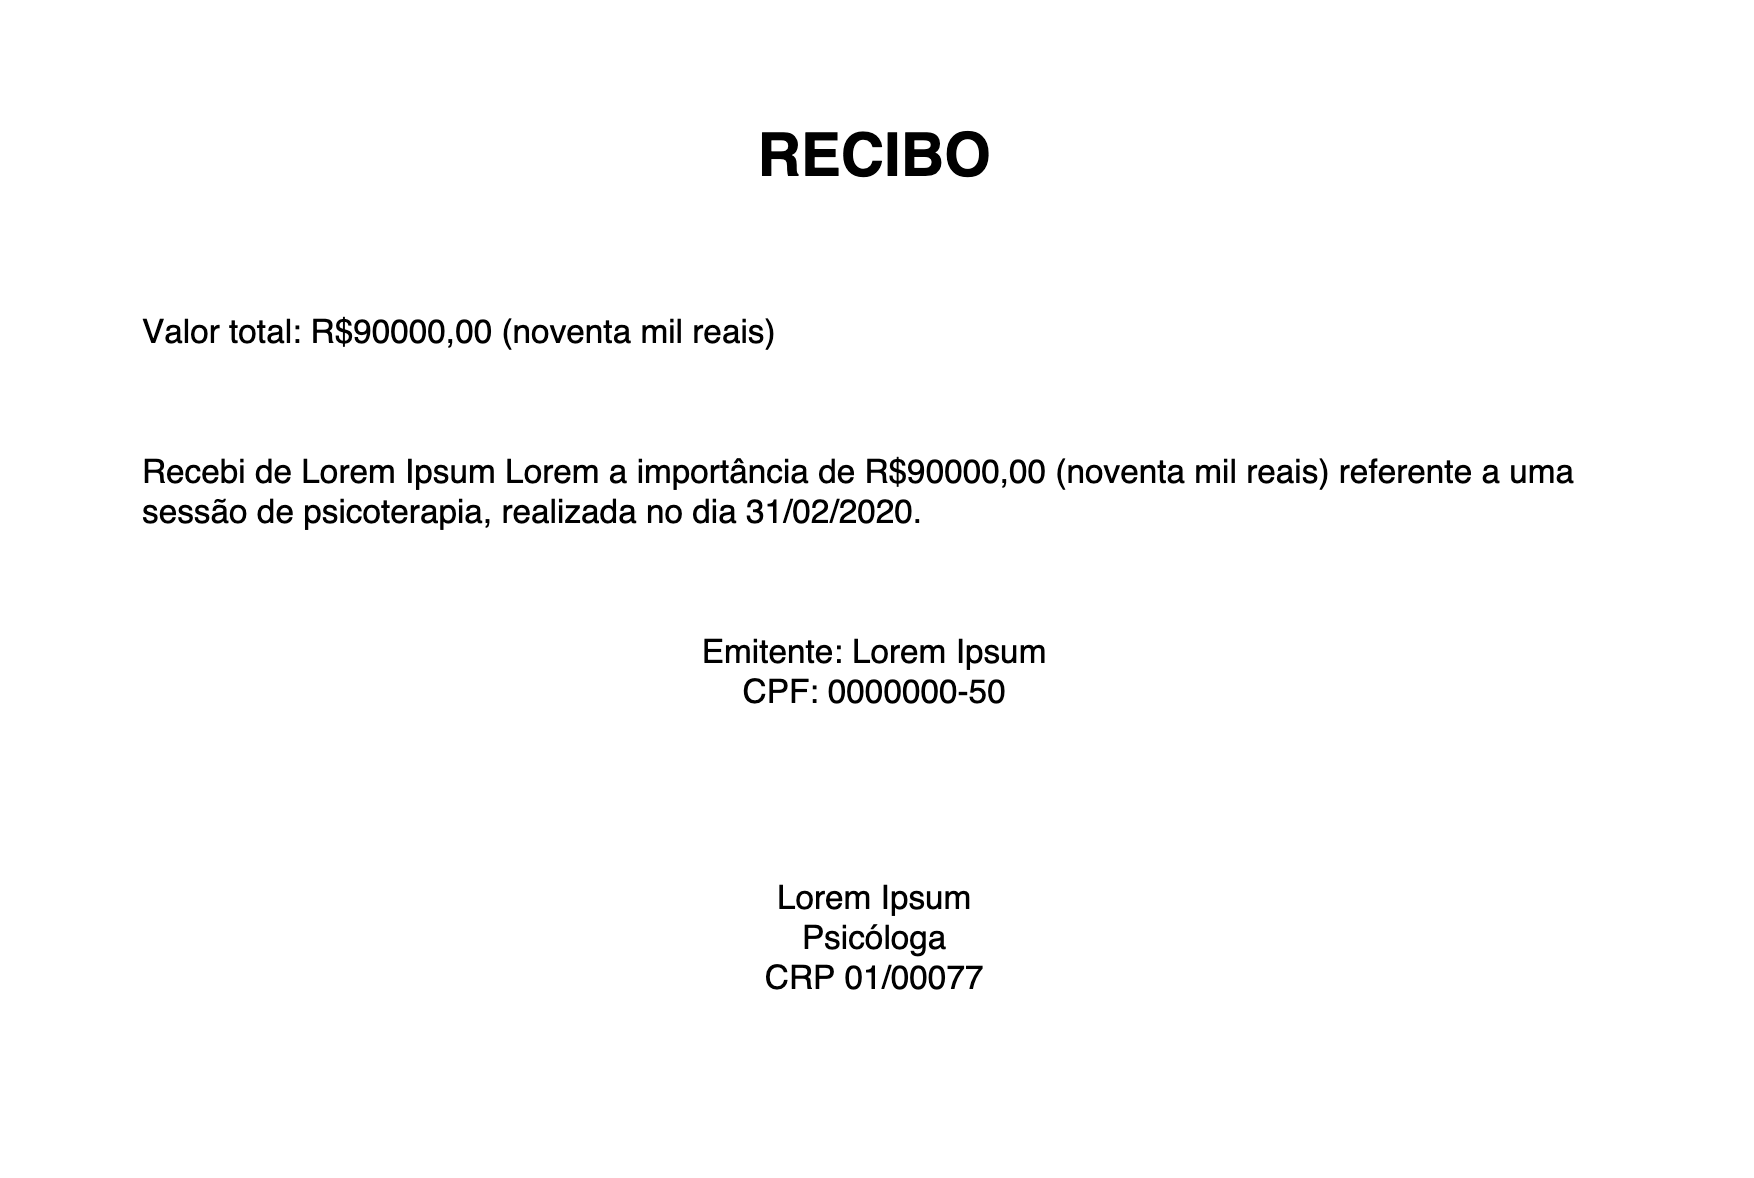 RECIBO
Valor total: R$90000,00 (noventa mil reais)
Recebi de Lorem Ipsum Lorem a importância de R$90000,00 (noventa mil reais) referente a uma
sessão de psicoterapia, realizada no dia 31/02/2020.
Emitente: Lorem Ipsum
CPF: 0000000-50
Lorem Ipsum
Psicóloga
CRP 01/00077